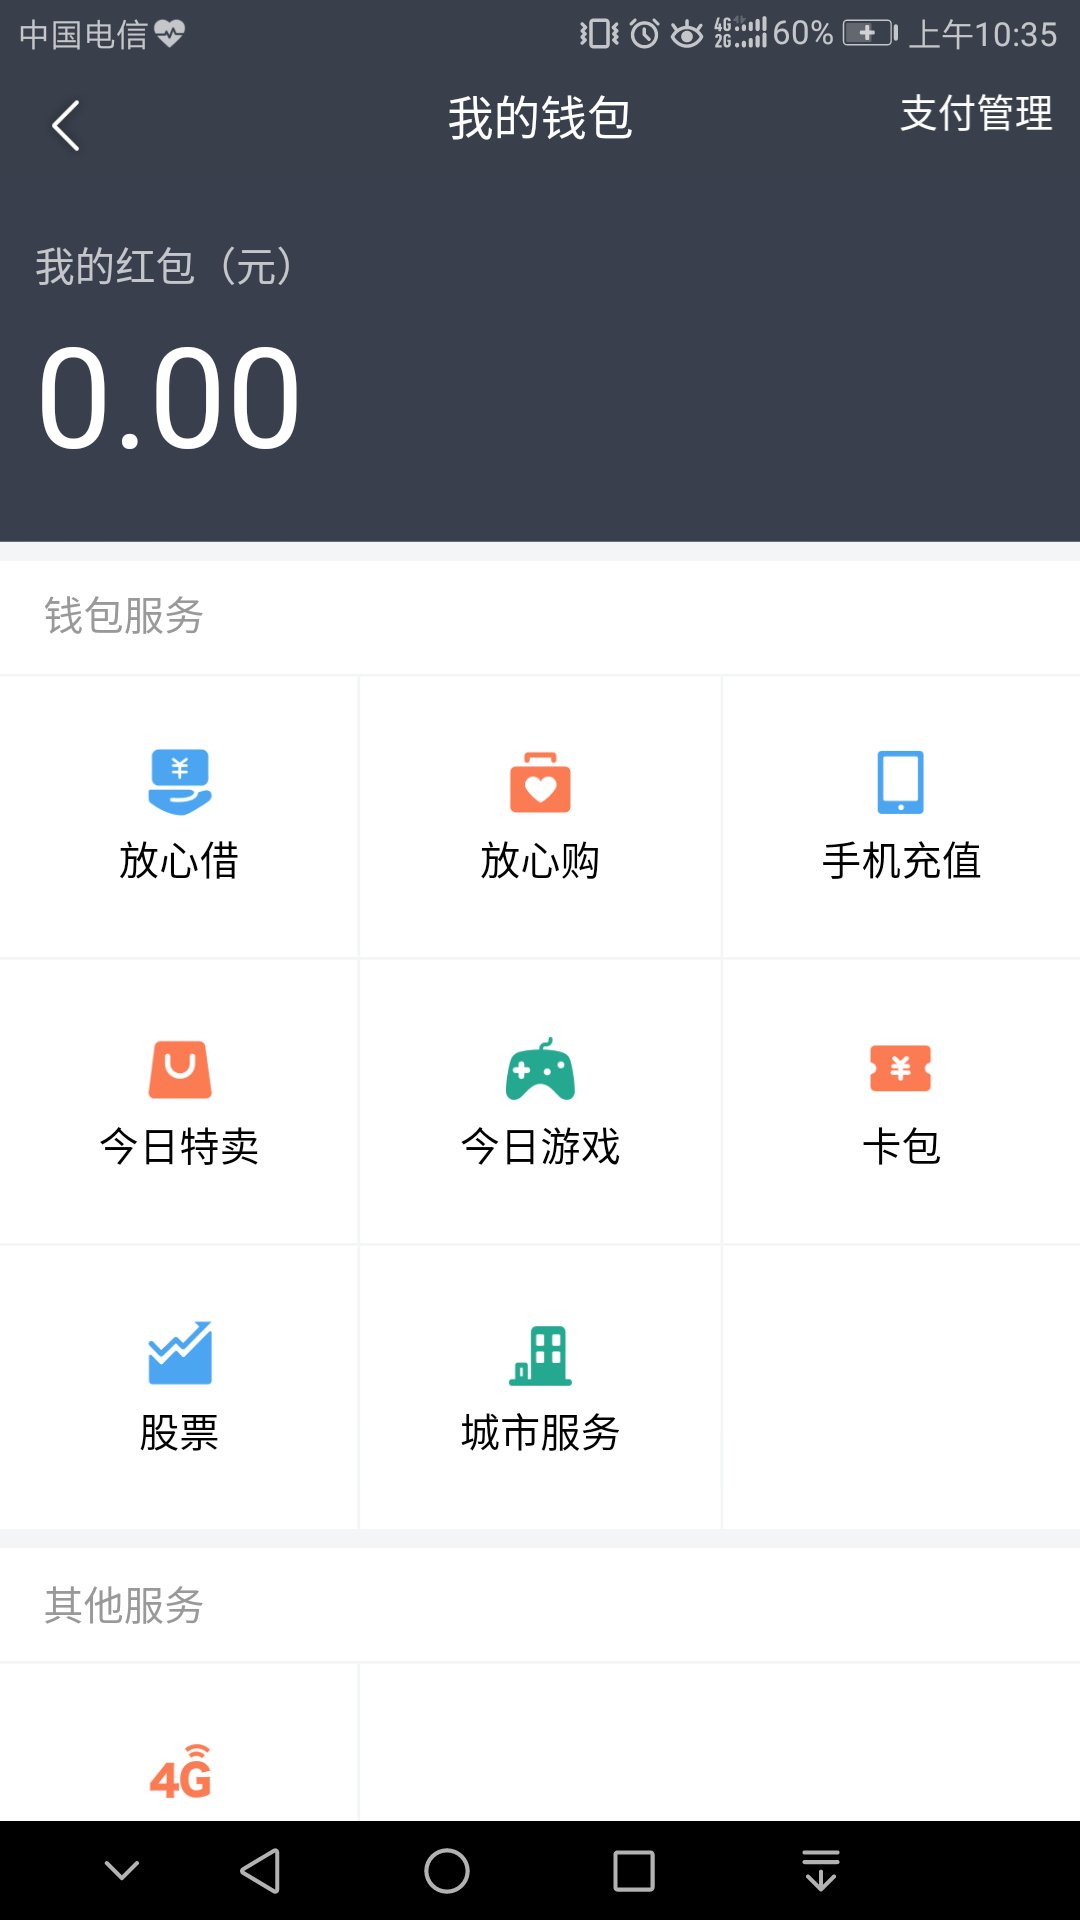 中国电信 4G 2G 60% 上午10:35
我的钱包 支付管理
我的红包（元）
0.00
钱包服务
¥
放心借 放心购 手机充值
¥
今日特卖 今日游戏 卡包
股票 城市服务
其他服务
4G